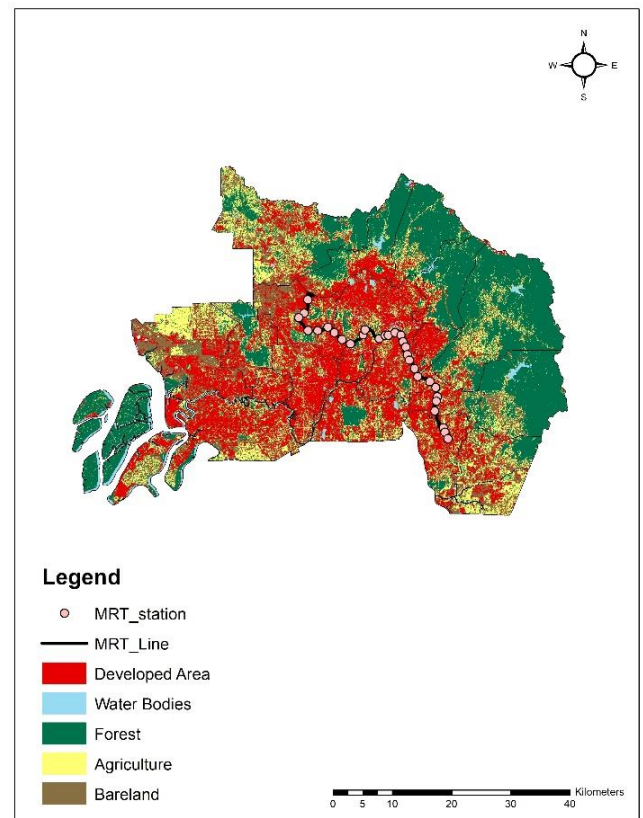 N
W E
S
Legend
MRT_station
MRT_Line
Developed Area
Water Bodies
Forest
Agriculture
Bareland
Kilometers
0 5 10 20 30 40